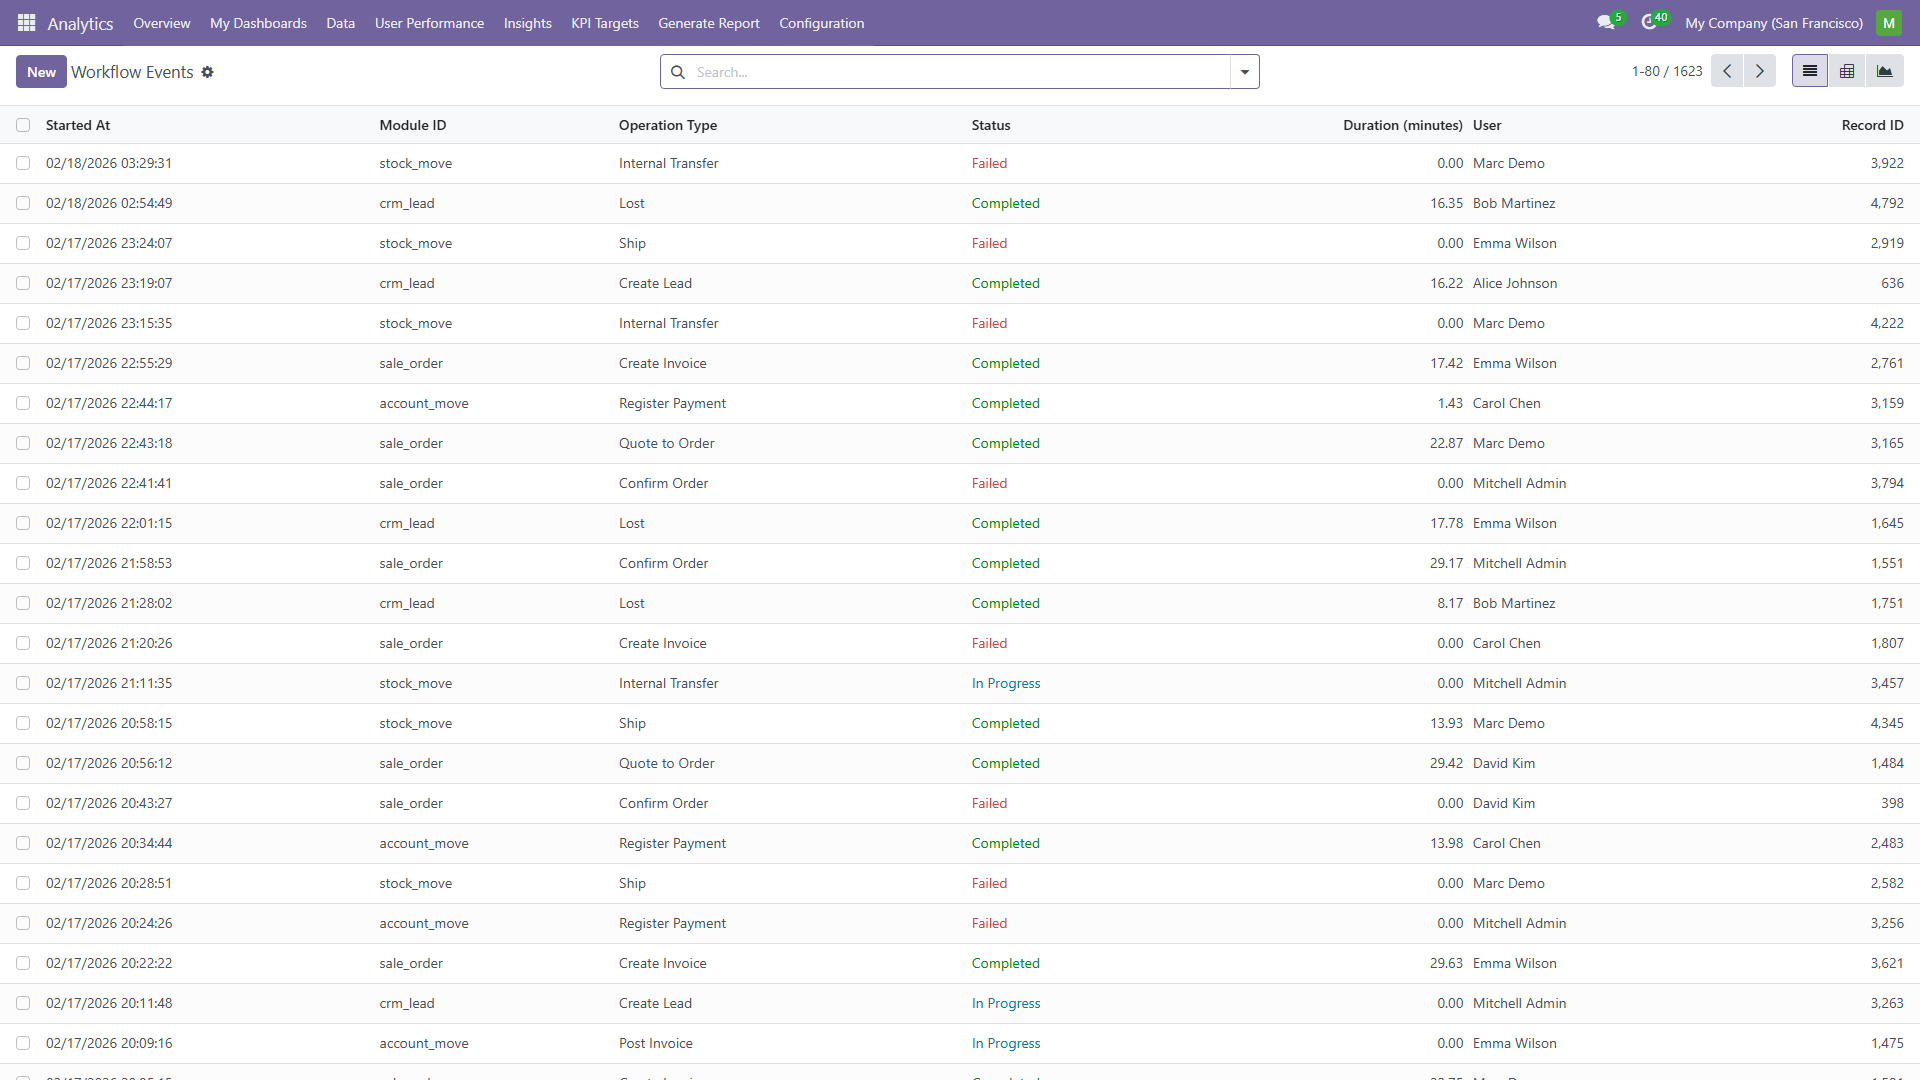 Analytics Overview My Dashboards Data User Performance Insights KPI Targets Generate Report Configuration 5 40 My Company (San Francisco) M
New Workflow Events Search... 1-80 / 1623
Started At Module ID Operation Type Status Duration (minutes) User Record ID
02/18/2026 03:29:31 stock_move Internal Transfer Failed 0.00 Marc Demo 3,922
02/18/2026 02:54:49 crm_lead Lost Completed 16.35 Bob Martinez 4,792
02/17/2026 23:24:07 stock_move Ship Failed 0.00 Emma Wilson 2,919
02/17/2026 23:19:07 crm_lead Create Lead Completed 16.22 Alice Johnson 636
02/17/2026 23:15:35 stock_move Internal Transfer Failed 0.00 Marc Demo 4,222
02/17/2026 22:55:29 sale_order Create Invoice Completed 17.42 Emma Wilson 2,761
02/17/2026 22:44:17 account_move Register Payment Completed 1.43 Carol Chen 3,159
02/17/2026 22:43:18 sale_order Quote to Order Completed 22.87 Marc Demo 3,165
02/17/2026 22:41:41 sale_order Confirm Order Failed 0.00 Mitchell Admin 3,794
02/17/2026 22:01:15 crm_lead Lost Completed 17.78 Emma Wilson 1,645
02/17/2026 21:58:53 sale_order Confirm Order Completed 29.17 Mitchell Admin 1,551
02/17/2026 21:28:02 crm_lead Lost Completed 8.17 Bob Martinez 1,751
02/17/2026 21:20:26 sale_order Create Invoice Failed 0.00 Carol Chen 1,807
02/17/2026 21:11:35 stock_move Internal Transfer In Progress 0.00 Mitchell Admin 3,457
02/17/2026 20:58:15 stock_move Ship Completed 13.93 Marc Demo 4,345
02/17/2026 20:56:12 sale_order Quote to Order Completed 29.42 David Kim 1,484
02/17/2026 20:43:27 sale_order Confirm Order Failed 0.00 David Kim 398
02/17/2026 20:34:44 account_move Register Payment Completed 13.98 Carol Chen 2,483
02/17/2026 20:28:51 stock_move Ship Failed 0.00 Marc Demo 2,582
02/17/2026 20:24:26 account_move Register Payment Failed 0.00 Mitchell Admin 3,256
02/17/2026 20:22:22 sale_order Create Invoice Completed 29.63 Emma Wilson 3,621
02/17/2026 20:11:48 crm_lead Create Lead In Progress 0.00 Mitchell Admin 3,263
02/17/2026 20:09:16 account_move Post Invoice In Progress 0.00 Emma Wilson 1,475